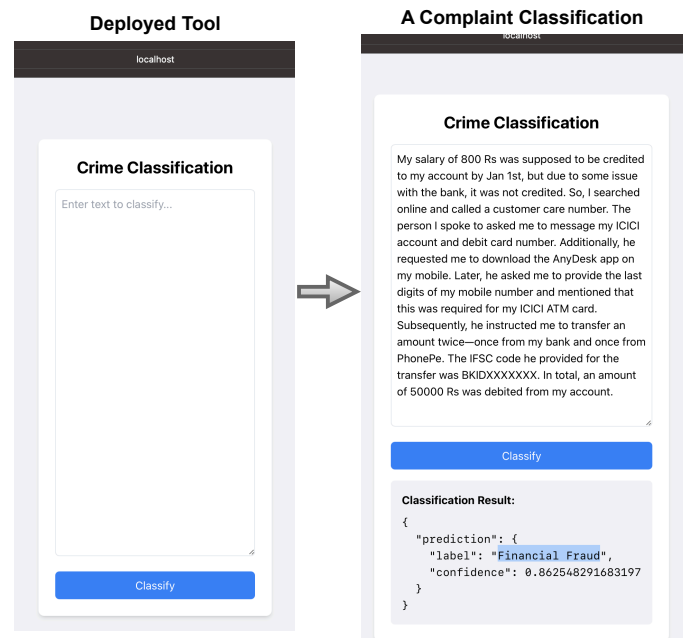 Deployed Tool
localhost
Crime Classification
Enter text to classify...
Classify
A Complaint Classification
localhost
Crime Classification
My salary of 800 Rs was supposed to be credited
to my account by Jan 1st, but due to some issue
with the bank, it was not credited. So, I searched
online and called a customer care number. The
person I spoke to asked me to message my ICICI
account and debit card number. Additionally, he
requested me to download the AnyDesk app on
my mobile. Later, he asked me to provide the last
digits of my mobile number and mentioned that
this was required for my ICICI ATM card.
Subsequently, he instructed me to transfer an
amount twice—once from my bank and once from
PhonePe. The IFSC code he provided for the
transfer was BKIDXXXXXXX. In total, an amount
of 50000 Rs was debited from my account.
Classify
Classification Result:
{
"prediction": {
"label": "Financial Fraud",
"confidence": 0.862548291683197
}
}